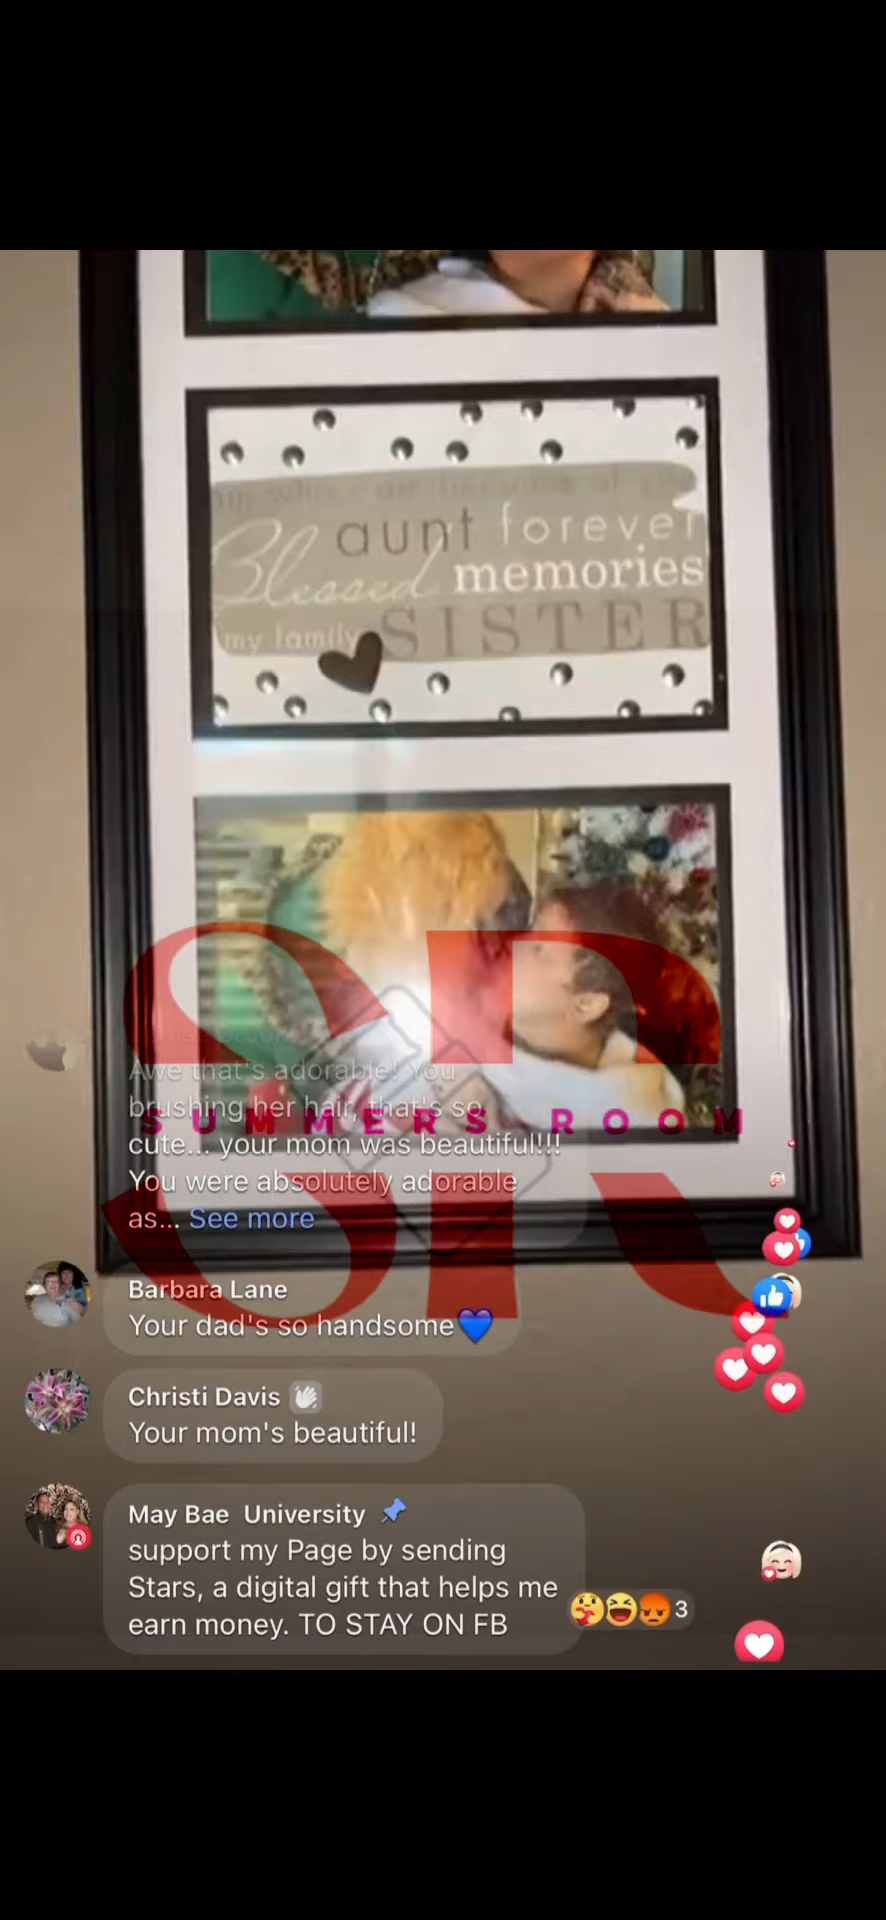 aunt forever
Blessed memories
my family SISTER
SR
Awe that's adorable! You
brushing her hair, that's so
SUMMERS ROOM
cute... your mom was beautiful!!!
You were absolutely adorable
as... See more
Barbara Lane
Your dad's so handsome💙
Christi Davis
Your mom's beautiful!
May Bae University
support my Page by sending
Stars, a digital gift that helps me
earn money. TO STAY ON FB
3